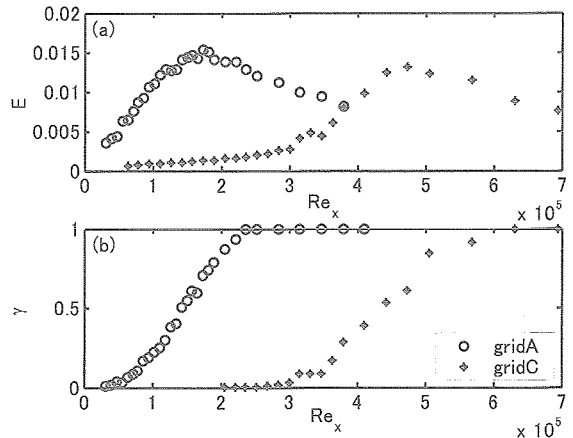 0.02
(a)
0.015
E
0.01
0.005
0
0 1 2 3 4 5 6 7
Re_x
x 10^5
1
(b)
γ
0.5
gridA
gridC
0
0 1 2 3 4 5 6 7
Re_x
x 10^5